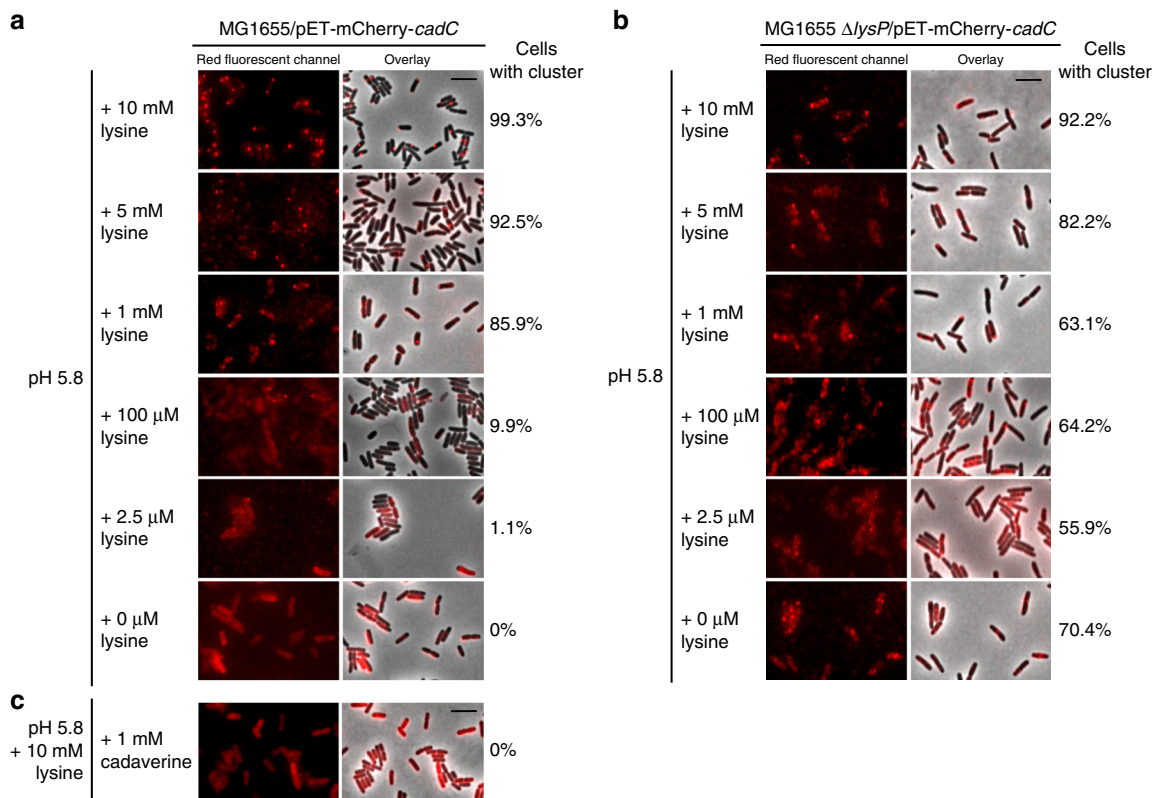 a
MG1655/pET-mCherry-cadC
Red fluorescent channel
Overlay
Cells
with cluster
pH 5.8
+ 10 mM
lysine
99.3%
+ 5 mM
lysine
92.5%
+ 1 mM
lysine
85.9%
+ 100 μM
lysine
9.9%
+ 2.5 μM
lysine
1.1%
+ 0 μM
lysine
0%
b
MG1655 ΔlysP/pET-mCherry-cadC
Red fluorescent channel
Overlay
Cells
with cluster
pH 5.8
+ 10 mM
lysine
92.2%
+ 5 mM
lysine
82.2%
+ 1 mM
lysine
63.1%
+ 100 μM
lysine
64.2%
+ 2.5 μM
lysine
55.9%
+ 0 μM
lysine
70.4%
c
pH 5.8
+ 10 mM
lysine
+ 1 mM
cadaverine
0%